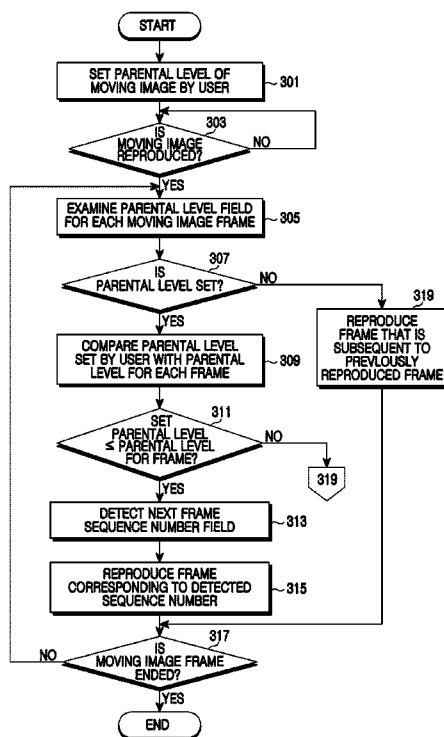 START
SET PARENTAL LEVEL OF
MOVING IMAGE BY USER
301
303
IS
MOVING IMAGE
REPRODUCED?
NO
YES
EXAMINE PARENTAL LEVEL FIELD
FOR EACH MOVING IMAGE FRAME
305
307
IS
PARENTAL LEVEL SET?
NO
YES
319
REPRODUCE
FRAME THAT IS
SUBSEQUENT TO
PREVIOUSLY
REPRODUCED FRAME
COMPARE PARENTAL LEVEL
SET BY USER WITH PARENTAL
LEVEL FOR EACH FRAME
309
311
SET
PARENTAL LEVEL
≤ PARENTAL LEVEL
FOR FRAME?
NO
319
YES
DETECT NEXT FRAME
SEQUENCE NUMBER FIELD
313
REPRODUCE FRAME
CORRESPONDING TO DETECTED
SEQUENCE NUMBER
315
317
IS
MOVING IMAGE FRAME
ENDED?
NO
YES
END